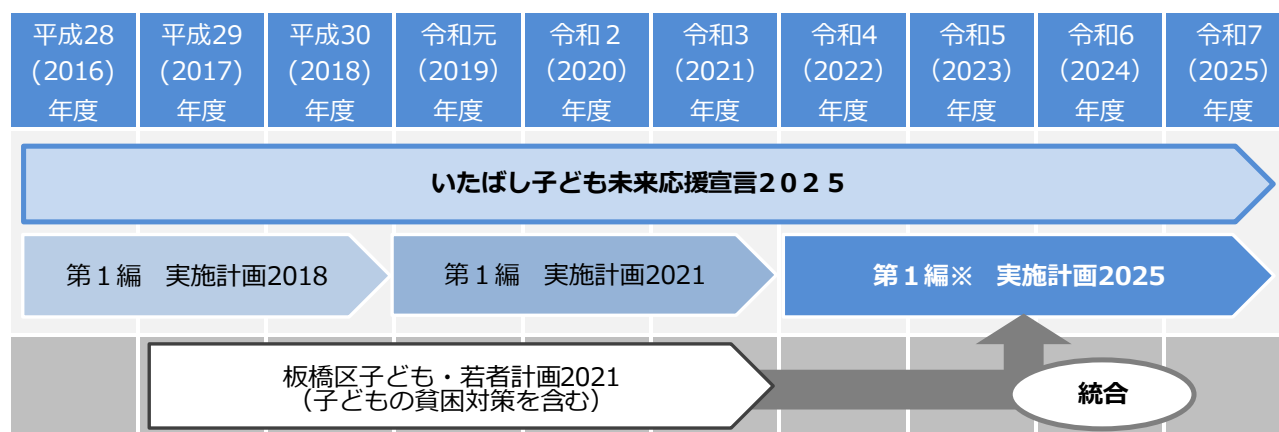 平成28 平成29 平成30 令和元 令和２ 令和3 令和4 令和5 令和6 令和7
(2016) (2017) (2018) （2019） （2020） （2021） （2022） （2023） （2024） （2025）
年度 年度 年度 年度 年度 年度 年度 年度 年度 年度
いたばし子ども未来応援宣言２０２５
第１編　実施計画2018
第１編　実施計画2021
第１編※　実施計画2025
板橋区子ども・若者計画2021
（子どもの貧困対策を含む）
統合